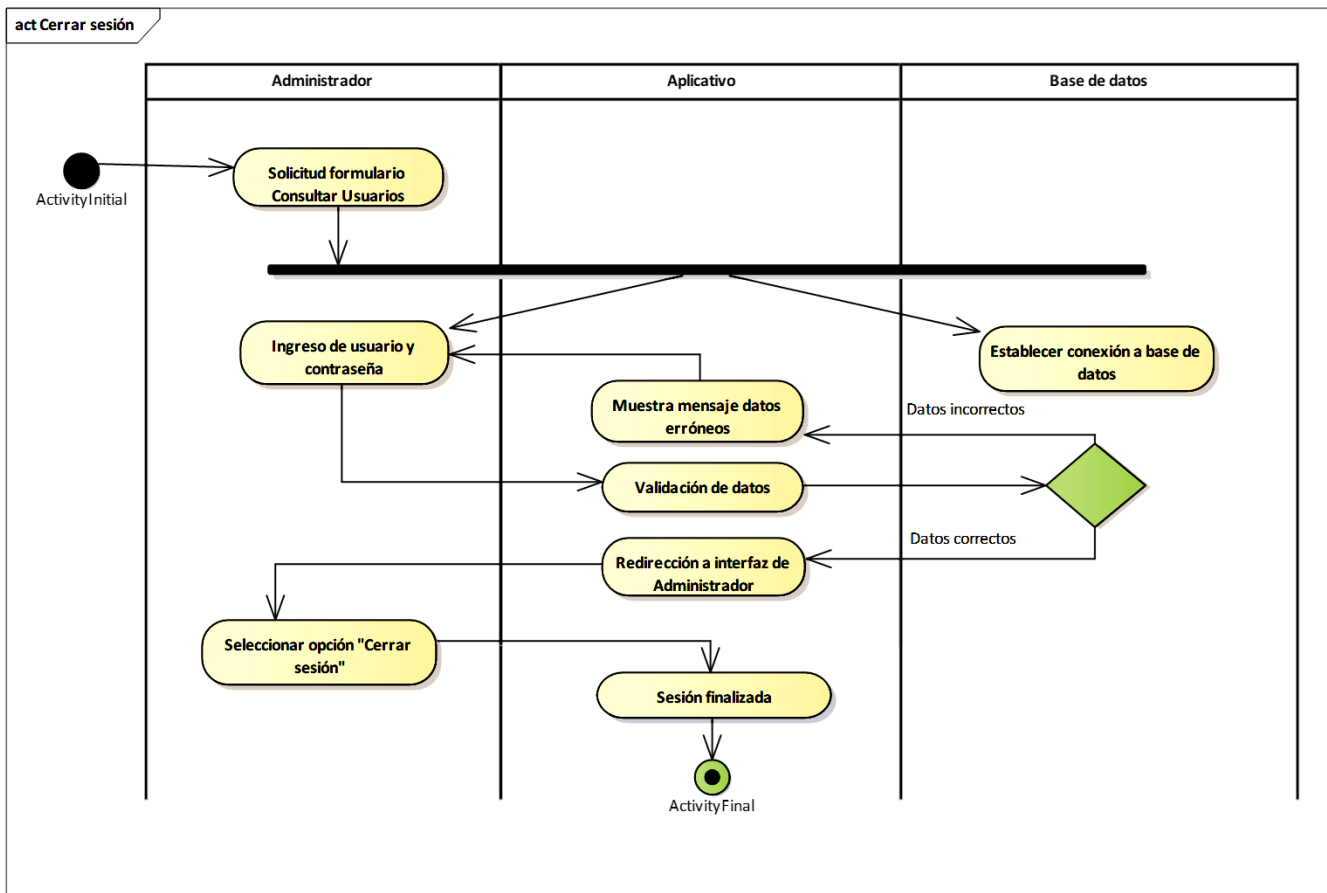 act Cerrar sesión
Administrador
Aplicativo
Base de datos
ActivityInitial
Solicitud formulario
Consultar Usuarios
Ingreso de usuario y
contraseña
Establecer conexión a base de
datos
Muestra mensaje datos
erróneos
Datos incorrectos
Validación de datos
Datos correctos
Redirección a interfaz de
Administrador
Seleccionar opción "Cerrar
sesión"
Sesión finalizada
ActivityFinal